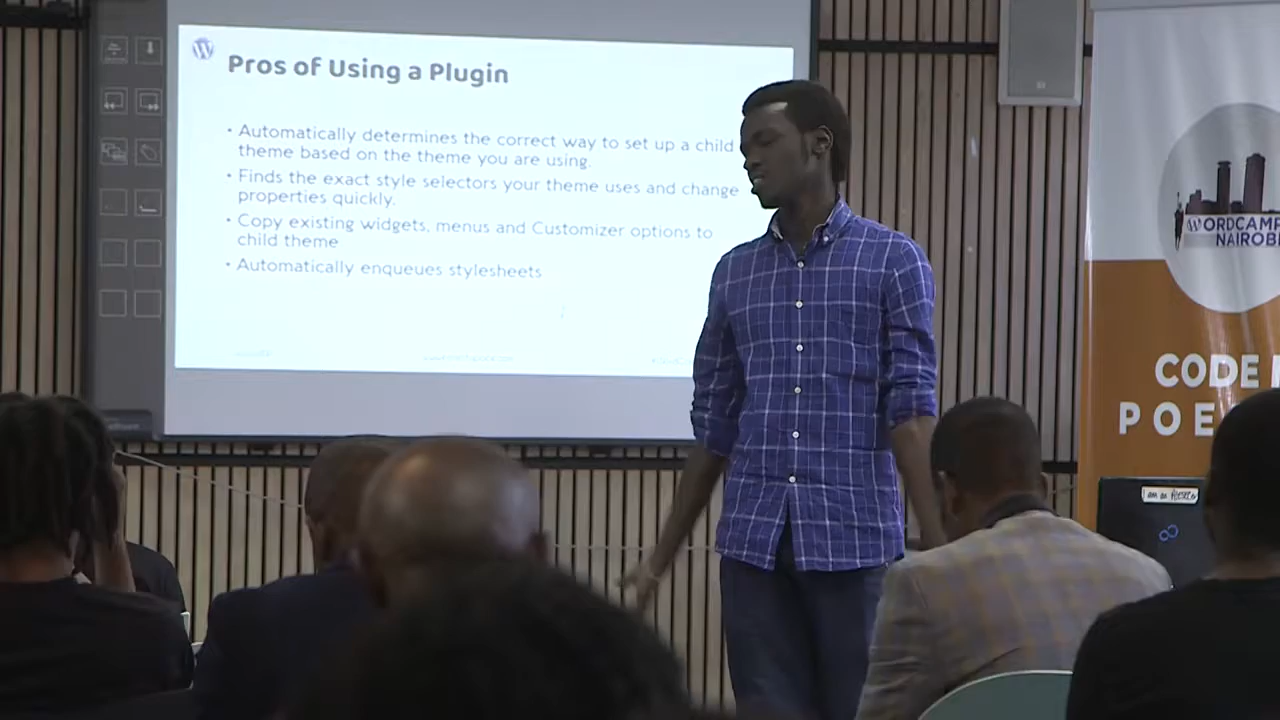 Pros of Using a Plugin
• Automatically determines the correct way to set up a child
theme based on the theme you are using.
• Finds the exact style selectors your theme uses and change
properties quickly.
• Copy existing widgets, menus and Customizer options to
child theme
• Automatically enqueues stylesheets
WORDCAMP
NAIROBI
CODE
POE
I am an